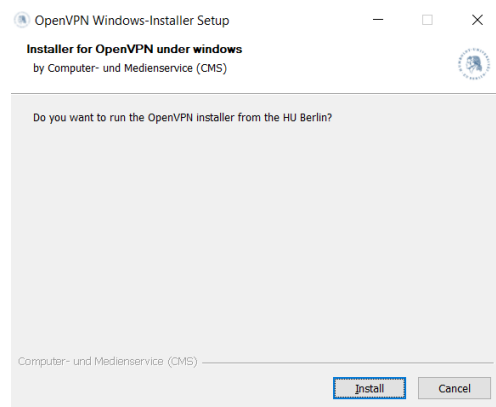 OpenVPN Windows-Installer Setup
Installer for OpenVPN under windows
by Computer- und Medienservice (CMS)
Do you want to run the OpenVPN installer from the HU Berlin?
Computer- und Medienservice (CMS)
Install Cancel